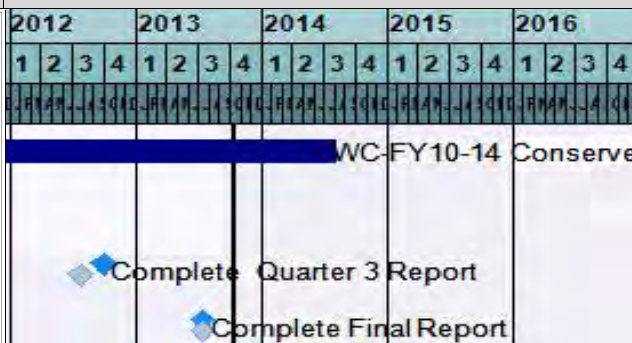 2012 2013 2014 2015 2016
1 2 3 4 1 2 3 4 1 2 3 4 1 2 3 4 1 2 3 4
WC-FY10-14 Conserve
Complete Quarter 3 Report
Complete Final Report